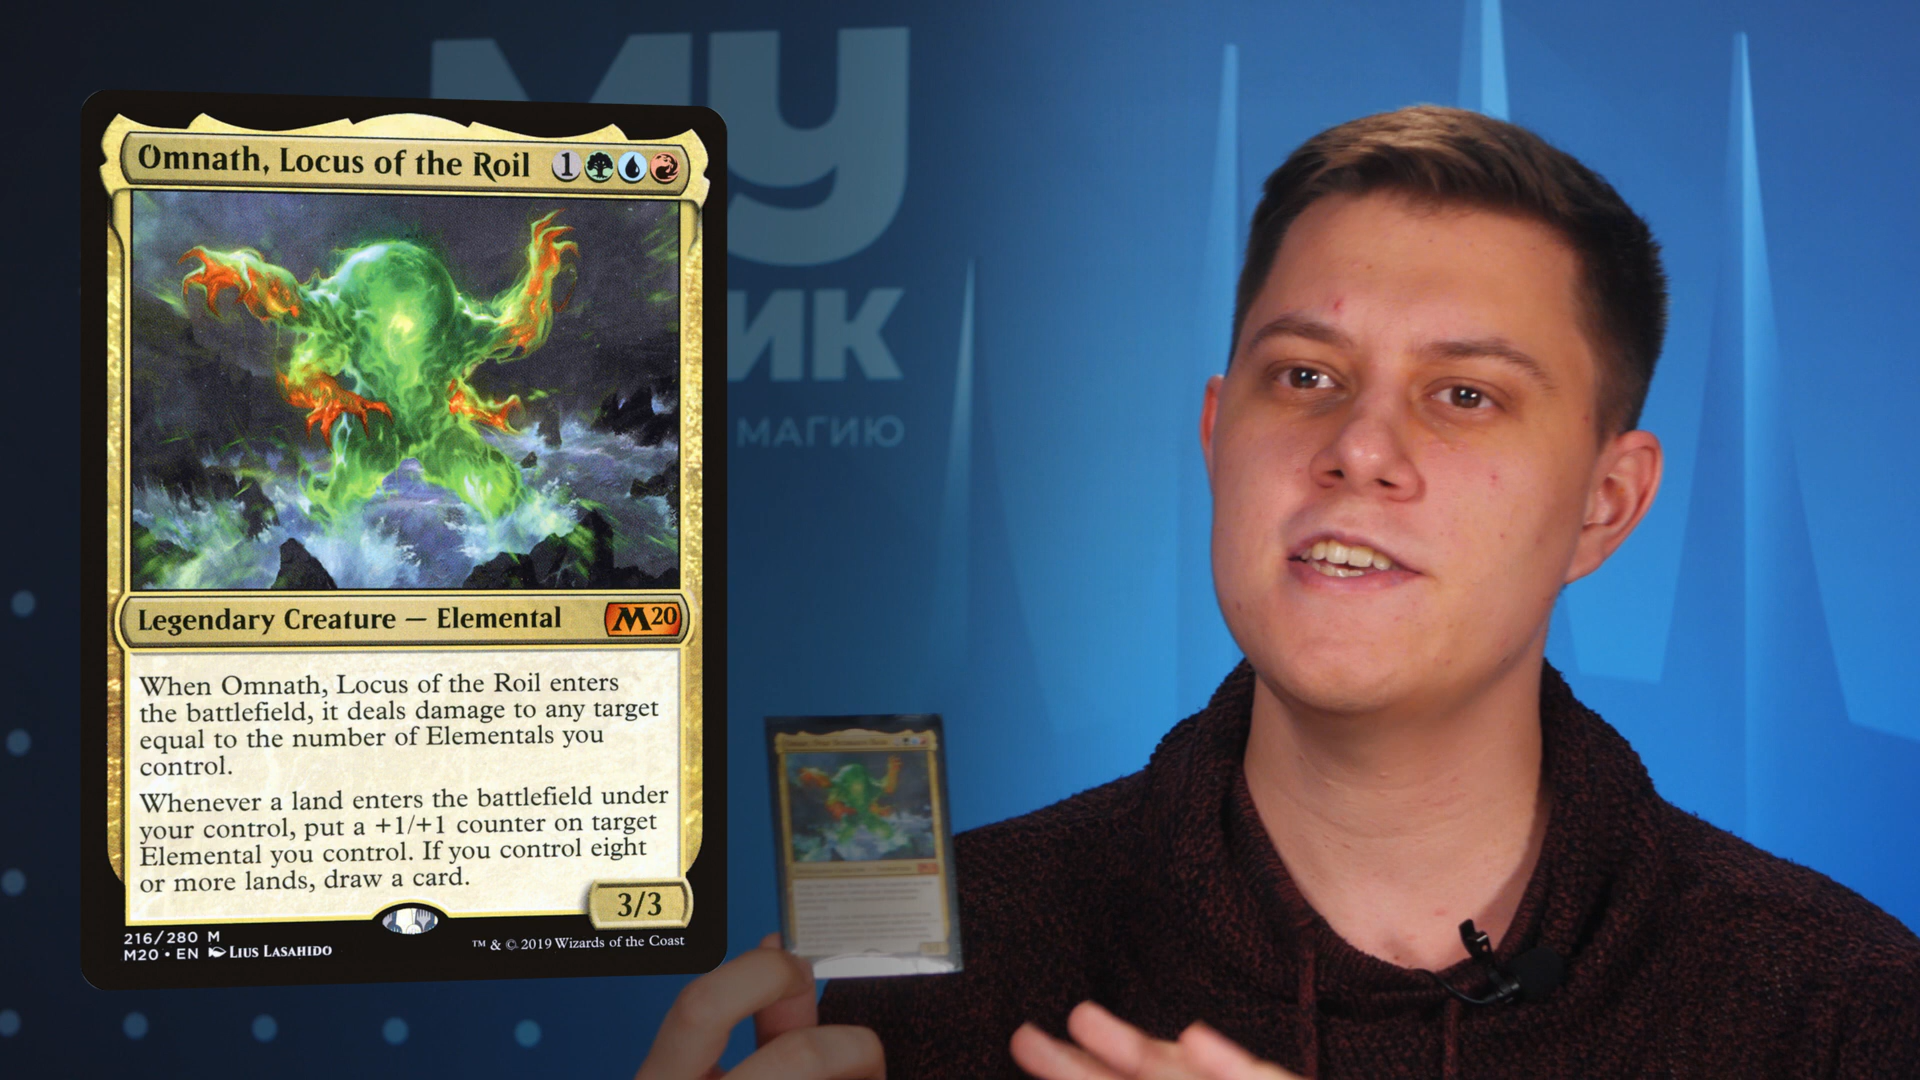 Omnath, Locus of the Roil 1
Legendary Creature — Elemental M20
When Omnath, Locus of the Roil enters
the battlefield, it deals damage to any target
equal to the number of Elementals you
control.
Whenever a land enters the battlefield under
your control, put a +1/+1 counter on target
Elemental you control. If you control eight
or more lands, draw a card.
3/3
216/280 M
M20 • EN LIUS LASAHIDO
™ & © 2019 Wizards of the Coast
МУ
ИК
МАГИЮ